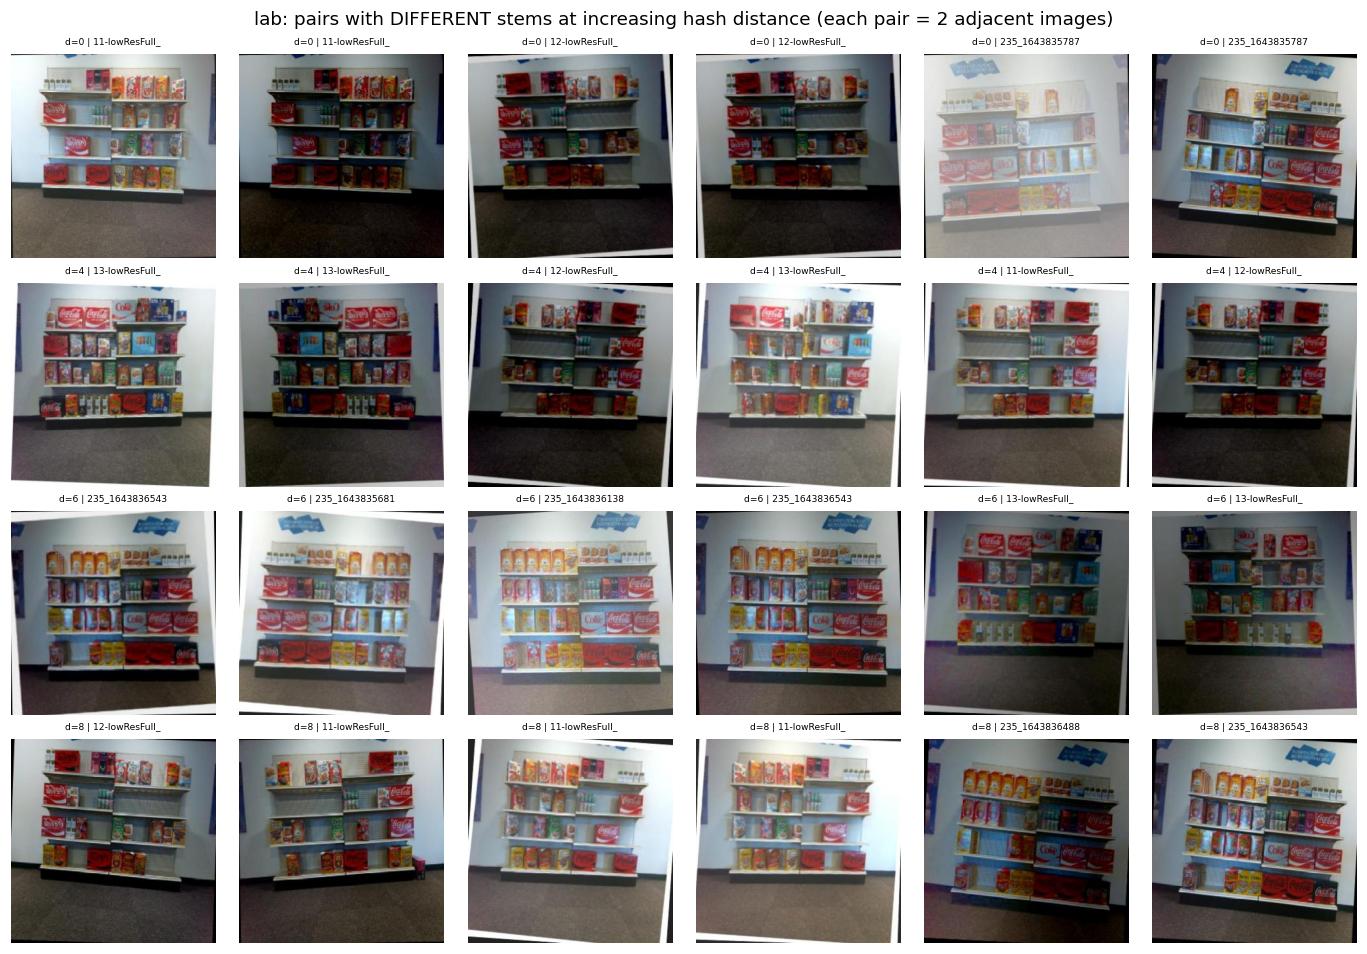 lab: pairs with DIFFERENT stems at increasing hash distance (each pair = 2 adjacent images)
d=0 | 11-lowResFull_
d=0 | 11-lowResFull_
d=0 | 12-lowResFull_
d=0 | 12-lowResFull_
d=0 | 235_1643835787
d=0 | 235_1643835787
d=4 | 13-lowResFull_
d=4 | 13-lowResFull_
d=4 | 12-lowResFull_
d=4 | 13-lowResFull_
d=4 | 11-lowResFull_
d=4 | 12-lowResFull_
d=6 | 235_1643836543
d=6 | 235_1643835681
d=6 | 235_1643836138
d=6 | 235_1643836543
d=6 | 13-lowResFull_
d=6 | 13-lowResFull_
d=8 | 12-lowResFull_
d=8 | 11-lowResFull_
d=8 | 11-lowResFull_
d=8 | 11-lowResFull_
d=8 | 235_1643836488
d=8 | 235_1643836543